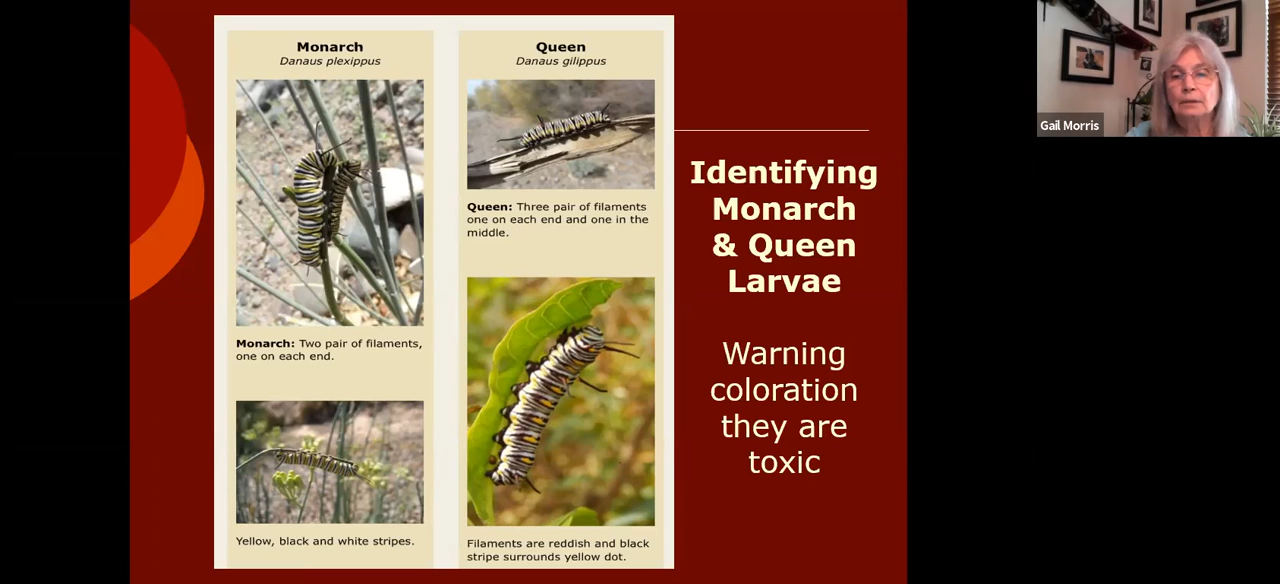 Monarch
Danaus plexippus
Monarch: Two pair of filaments,
one on each end.
Yellow, black and white stripes.
Queen
Danaus gilippus
Queen: Three pair of filaments
one on each end and one in the
middle.
Filaments are reddish and black
stripe surrounds yellow dot.
Identifying
Monarch
& Queen
Larvae
Warning
coloration
they are
toxic
Gail Morris